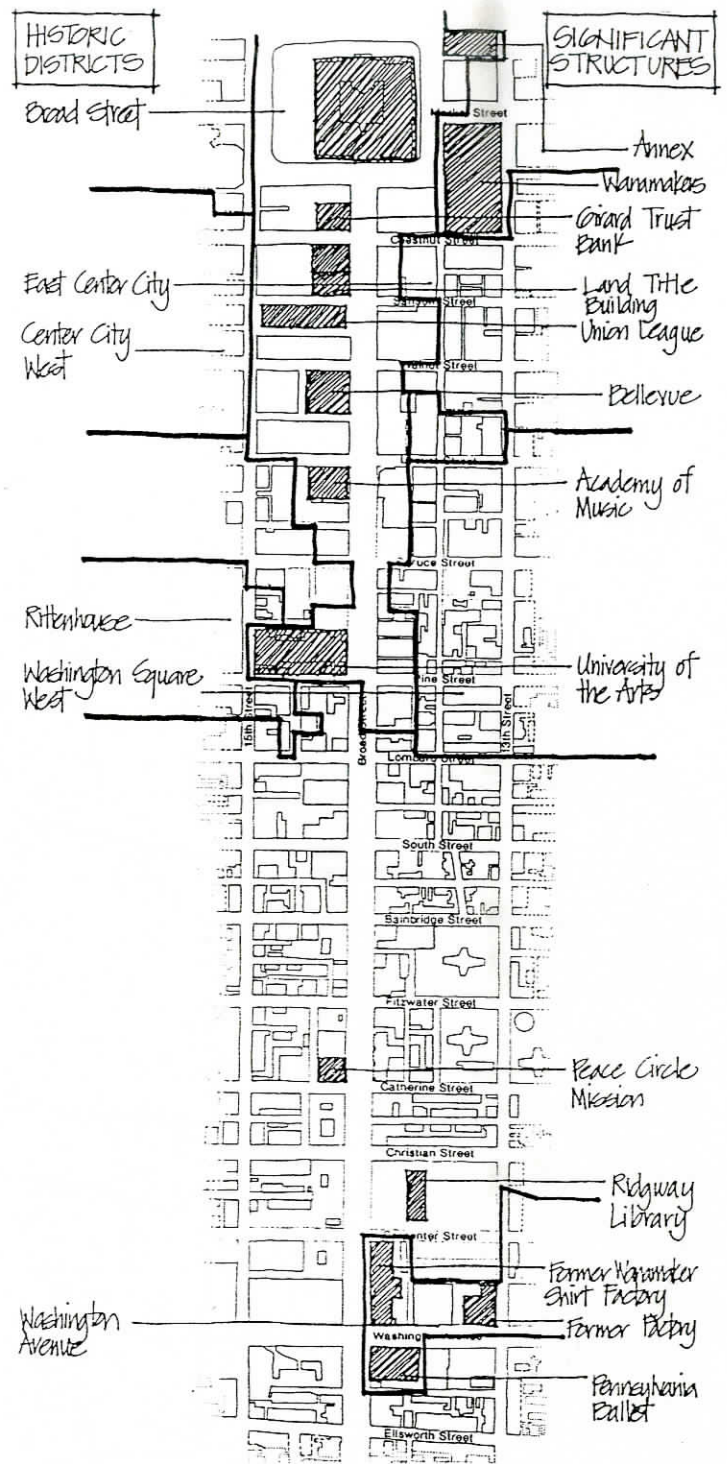 HISTORIC
DISTRICTS
SIGNIFICANT
STRUCTURES
Broad Street
Market Street
Annex
Wanamakers
Girard Trust
Bank
Chestnut Street
East Center City
Land Title
Building
Sansom Street
Union League
Center City
West
Walnut Street
Bellevue
Academy of
Music
Spruce Street
Rittenhouse
University of
the Arts
Washington Square
West
Pine Street
15th Street
Broad Street
13th Street
Lombard Street
South Street
Bainbridge Street
Fitzwater Street
Peace Circle
Mission
Catherine Street
Christian Street
Ridgway
Library
Carpenter Street
Former Wanamaker
Shirt Factory
Washington
Avenue
Former Factory
Washington Avenue
Pennsylvania
Ballet
Ellsworth Street